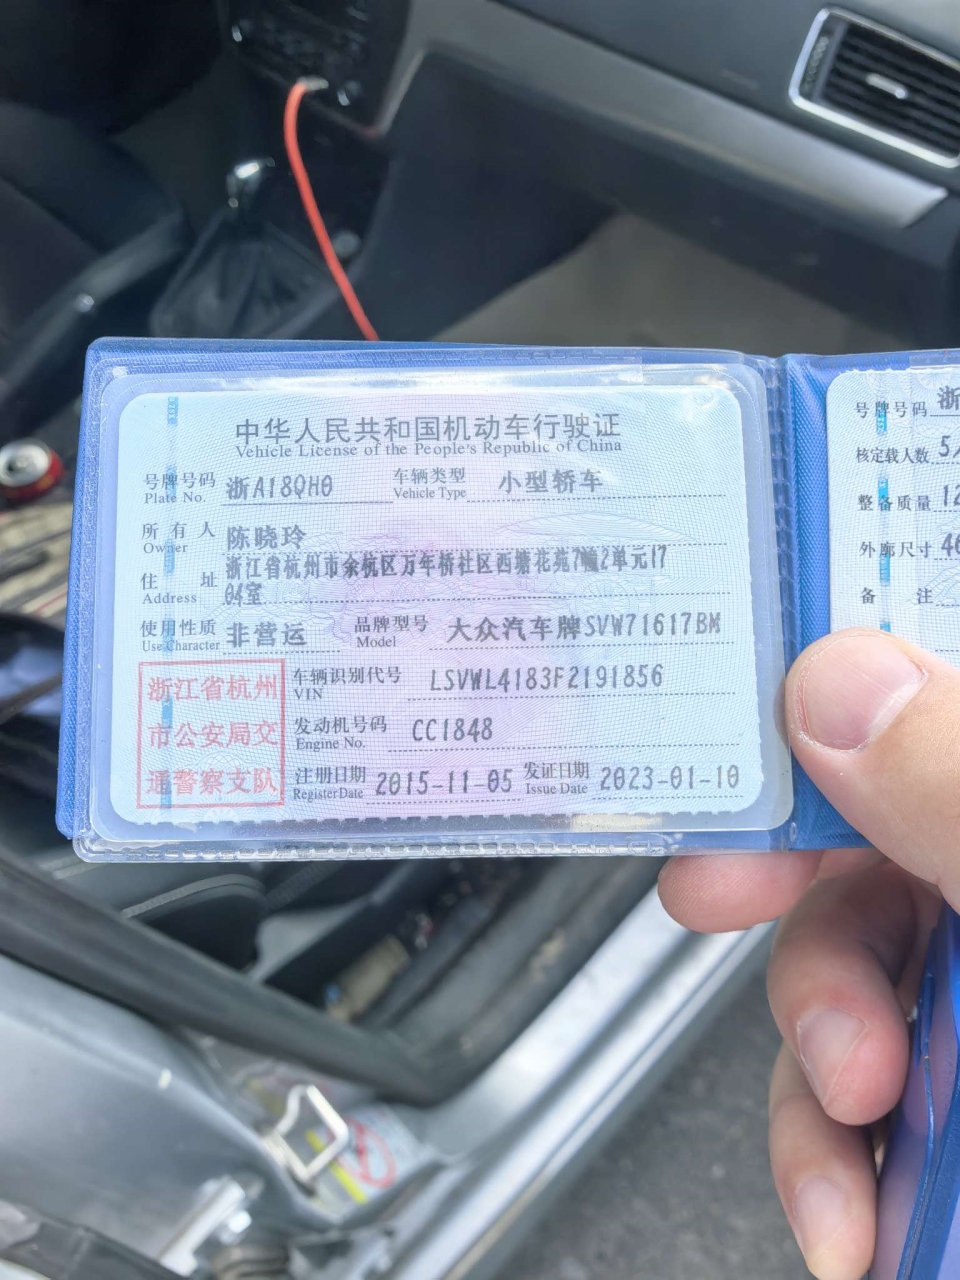 中华人民共和国机动车行驶证
Vehicle License of the People's Republic of China
号牌号码 浙A18QH0 车辆类型 小型轿车
Plate No. Vehicle Type
所有人 陈晓玲
Owner
住址 浙江省杭州市余杭区万年桥社区西塘花苑7幢2单元17
Address 04室
使用性质 非营运 品牌型号 大众汽车牌SVW71617BM
Use Character Model
浙江省杭州
市公安局交
通警察支队
车辆识别代号 LSVWL4183F2191856
VIN
发动机号码 CC1848
Engine No.
注册日期 2015-11-05 发证日期 2023-01-10
Register Date Issue Date
号牌号码 浙
核定载人数 5
整备质量 12
外廓尺寸 46
备注